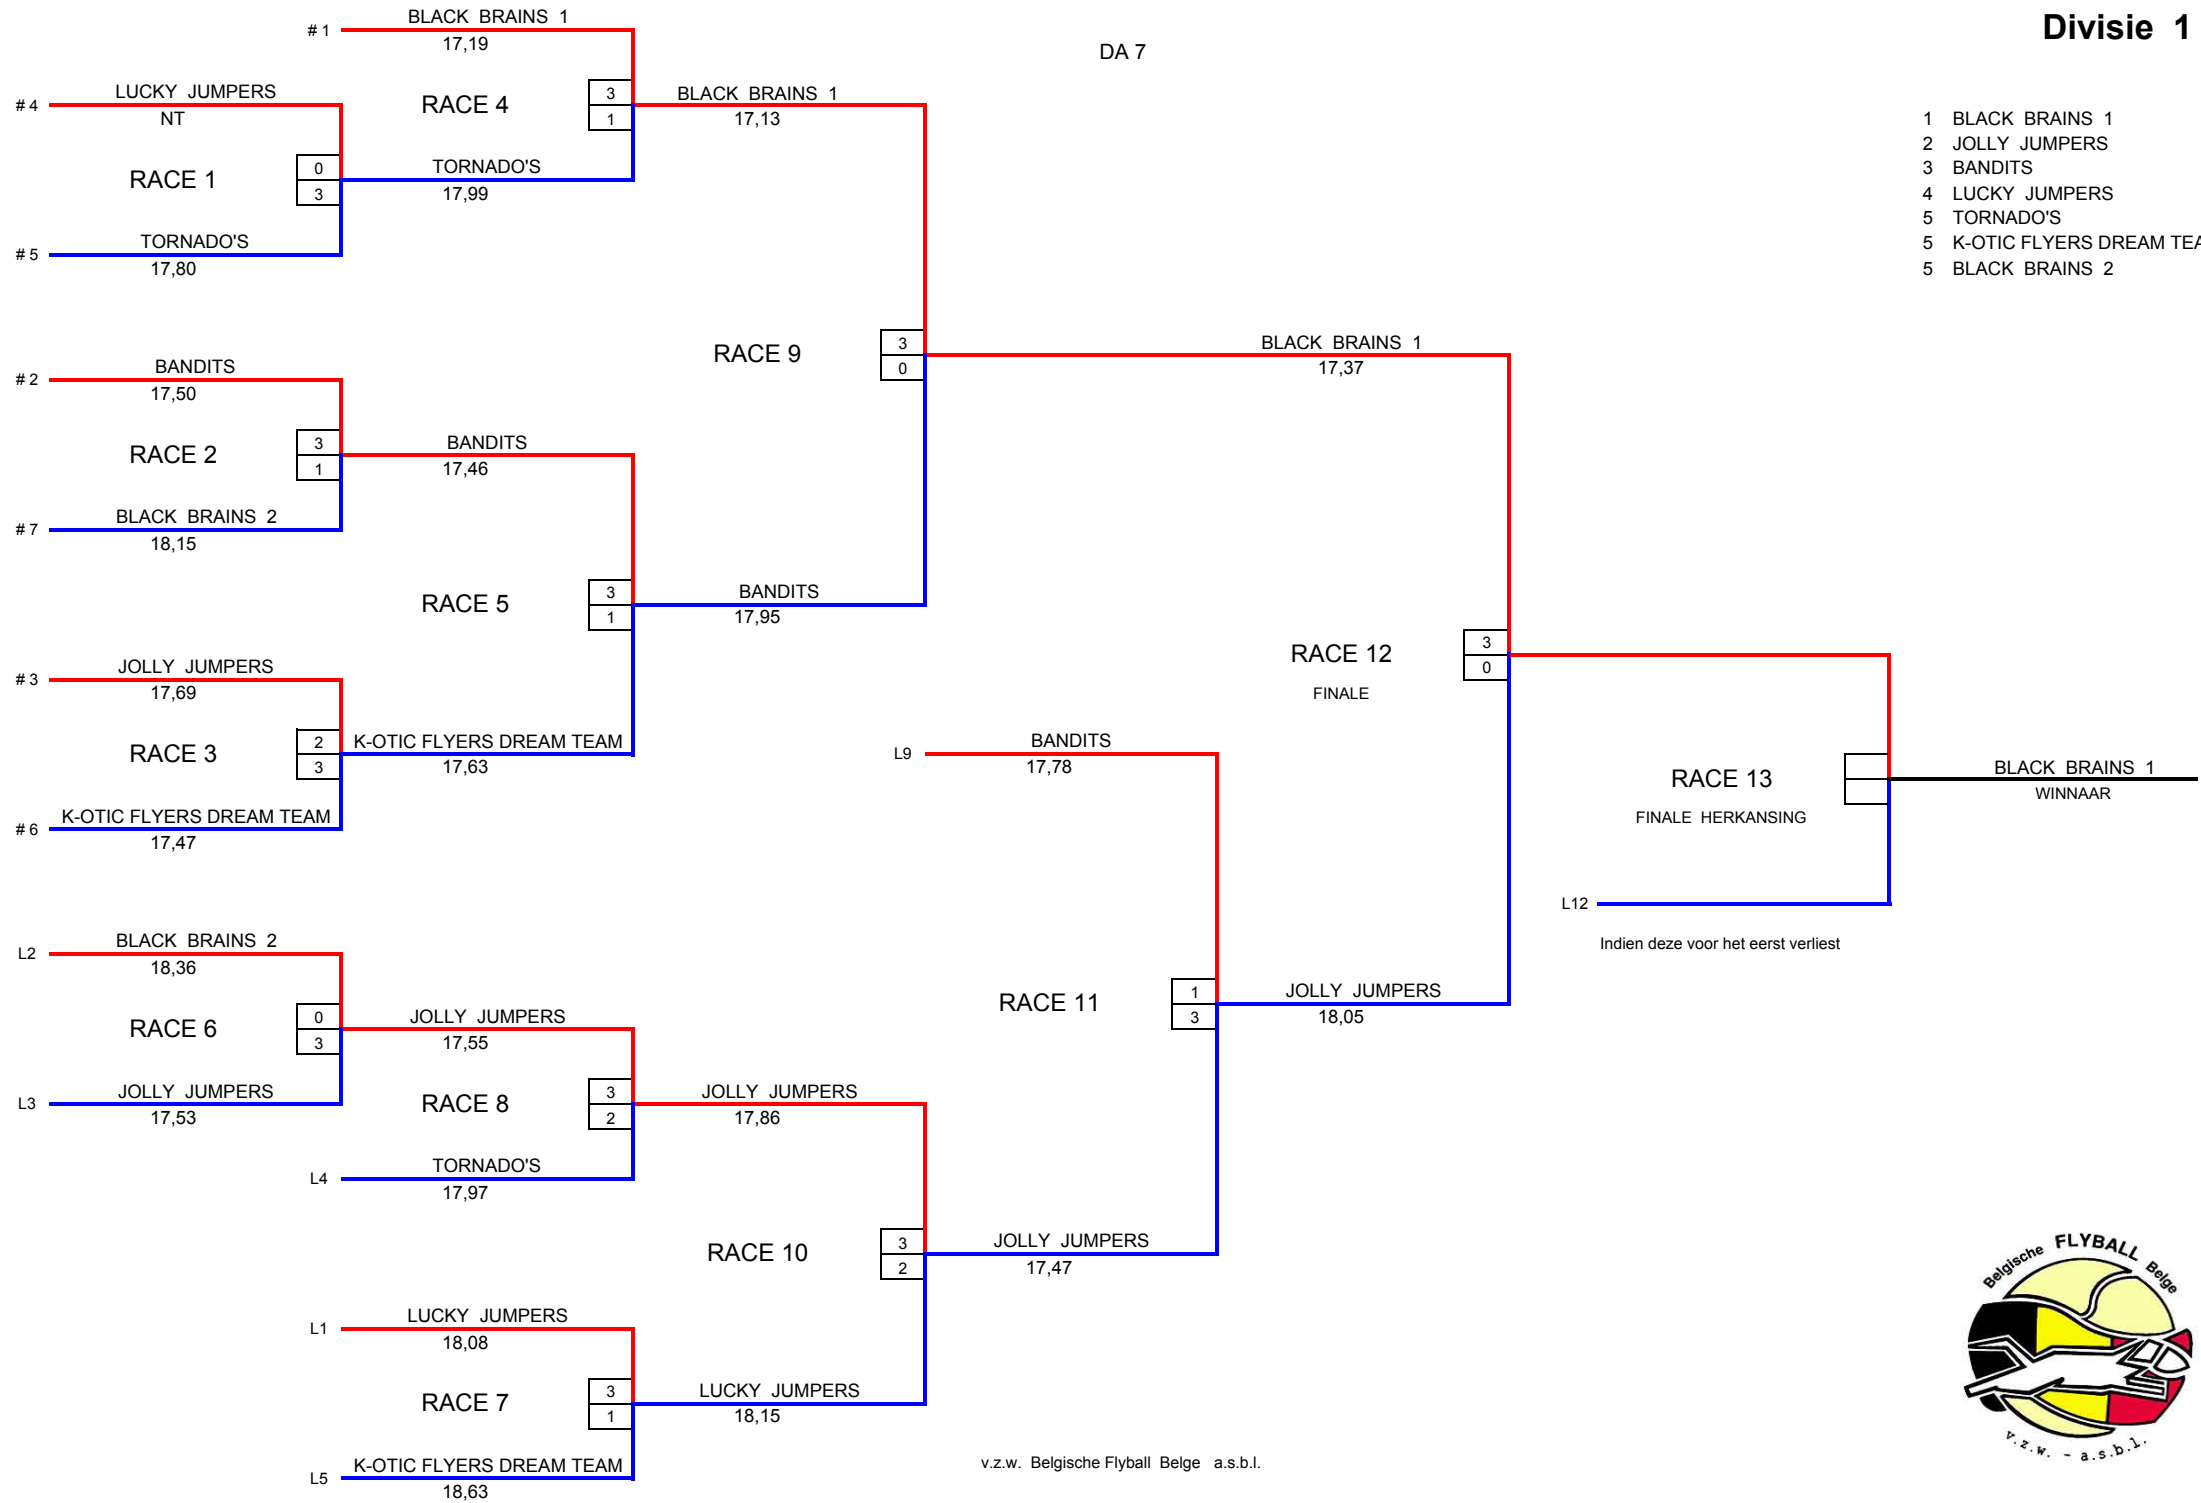 Divisie 1
DA 7
1 BLACK BRAINS 1
2 JOLLY JUMPERS
3 BANDITS
4 LUCKY JUMPERS
5 TORNADO'S
5 K-OTIC FLYERS DREAM TEA
5 BLACK BRAINS 2
# 1 BLACK BRAINS 1
17,19
# 4 LUCKY JUMPERS
NT
RACE 4
3
1
BLACK BRAINS 1
17,13
RACE 1
0
3
TORNADO'S
17,99
# 5 TORNADO'S
17,80
RACE 9
3
0
BLACK BRAINS 1
17,37
# 2 BANDITS
17,50
RACE 2
3
1
BANDITS
17,46
# 7 BLACK BRAINS 2
18,15
RACE 5
3
1
BANDITS
17,95
# 3 JOLLY JUMPERS
17,69
RACE 3
2
3
K-OTIC FLYERS DREAM TEAM
17,63
# 6 K-OTIC FLYERS DREAM TEAM
17,47
RACE 12
FINALE
3
0
L9 BANDITS
17,78
RACE 13
FINALE HERKANSING
BLACK BRAINS 1
WINNAAR
L12
Indien deze voor het eerst verliest
L2 BLACK BRAINS 2
18,36
RACE 6
0
3
JOLLY JUMPERS
17,55
L3 JOLLY JUMPERS
17,53
RACE 8
3
2
JOLLY JUMPERS
17,86
L4 TORNADO'S
17,97
RACE 11
1
3
JOLLY JUMPERS
18,05
RACE 10
3
2
JOLLY JUMPERS
17,47
L1 LUCKY JUMPERS
18,08
RACE 7
3
1
LUCKY JUMPERS
18,15
L5 K-OTIC FLYERS DREAM TEAM
18,63
v.z.w. Belgische Flyball Belge a.s.b.l.
Belgische FLYBALL Belge
v.z.w. - a.s.b.l.